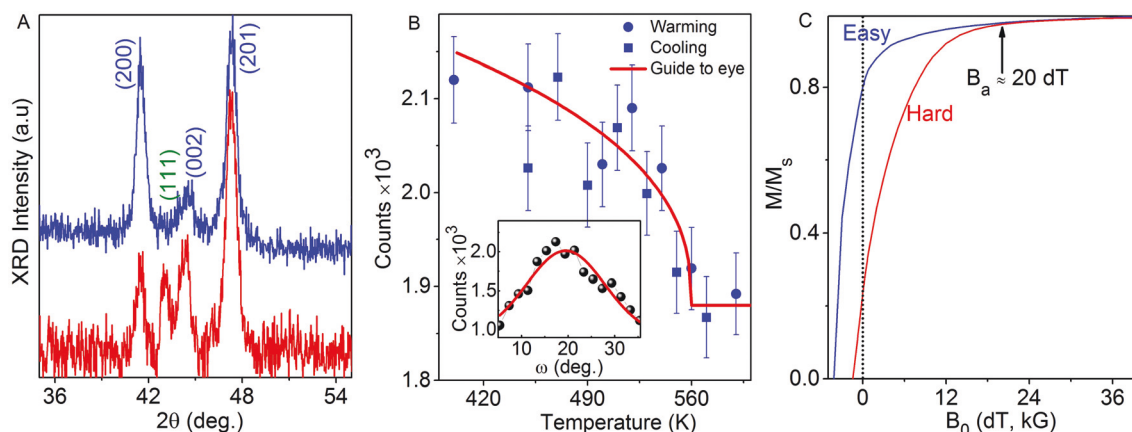 A
XRD Intensity (a.u)
(200)
(111)
(002)
(201)
36
42
48
54
2θ (deg.)
B
Counts ×10³
2.1
2.0
1.9
1.8
Warming
Cooling
Guide to eye
Counts ×10³
2.0
1.5
1.0
10
20
30
ω (deg.)
420
490
560
Temperature (K)
C
M/Mₛ
0.8
0.4
0.0
Easy
Hard
Bₐ ≈ 20 dT
0
12
24
36
B₀ (dT, kG)